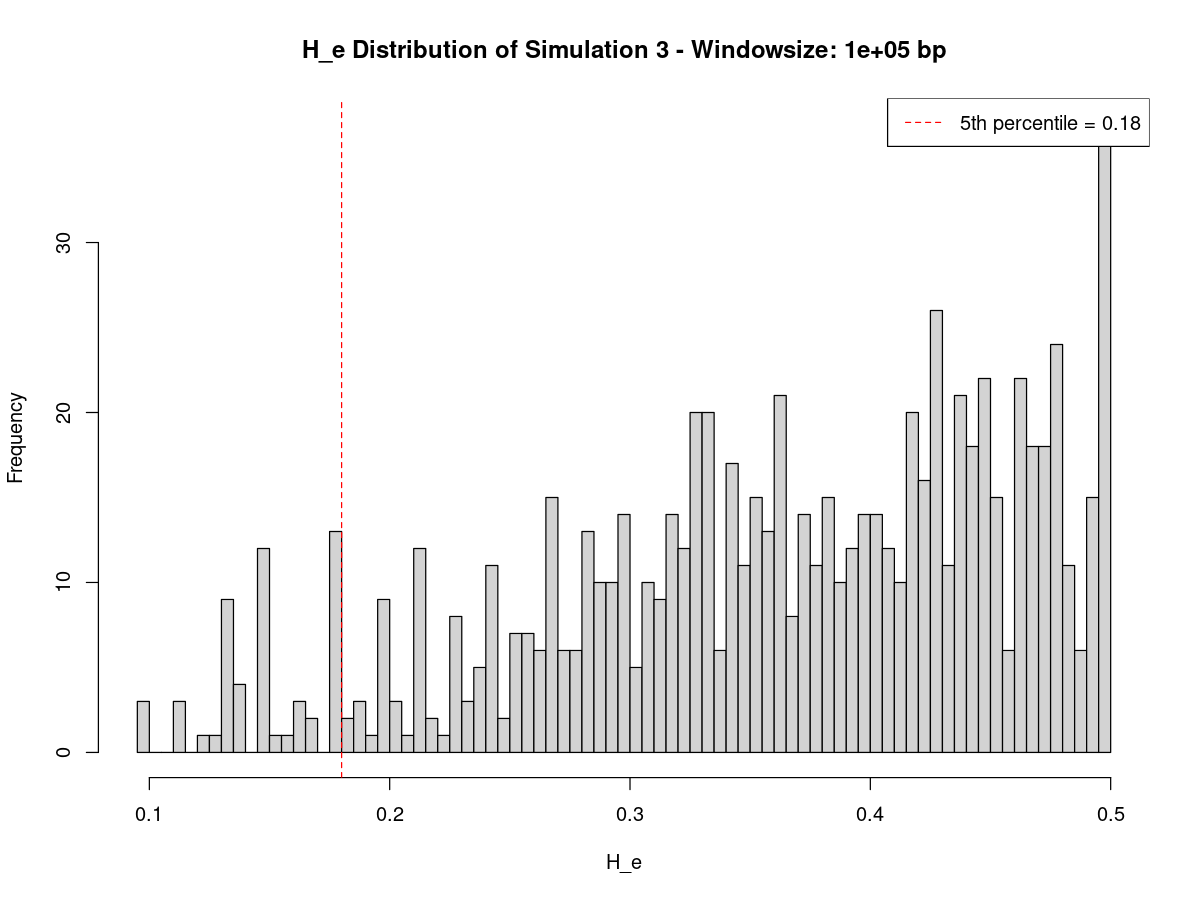 H_e Distribution of Simulation 3 - Windowsize: 1e+05 bp
5th percentile = 0.18
Frequency
30
20
10
0
0.1 0.2 0.3 0.4 0.5
H_e